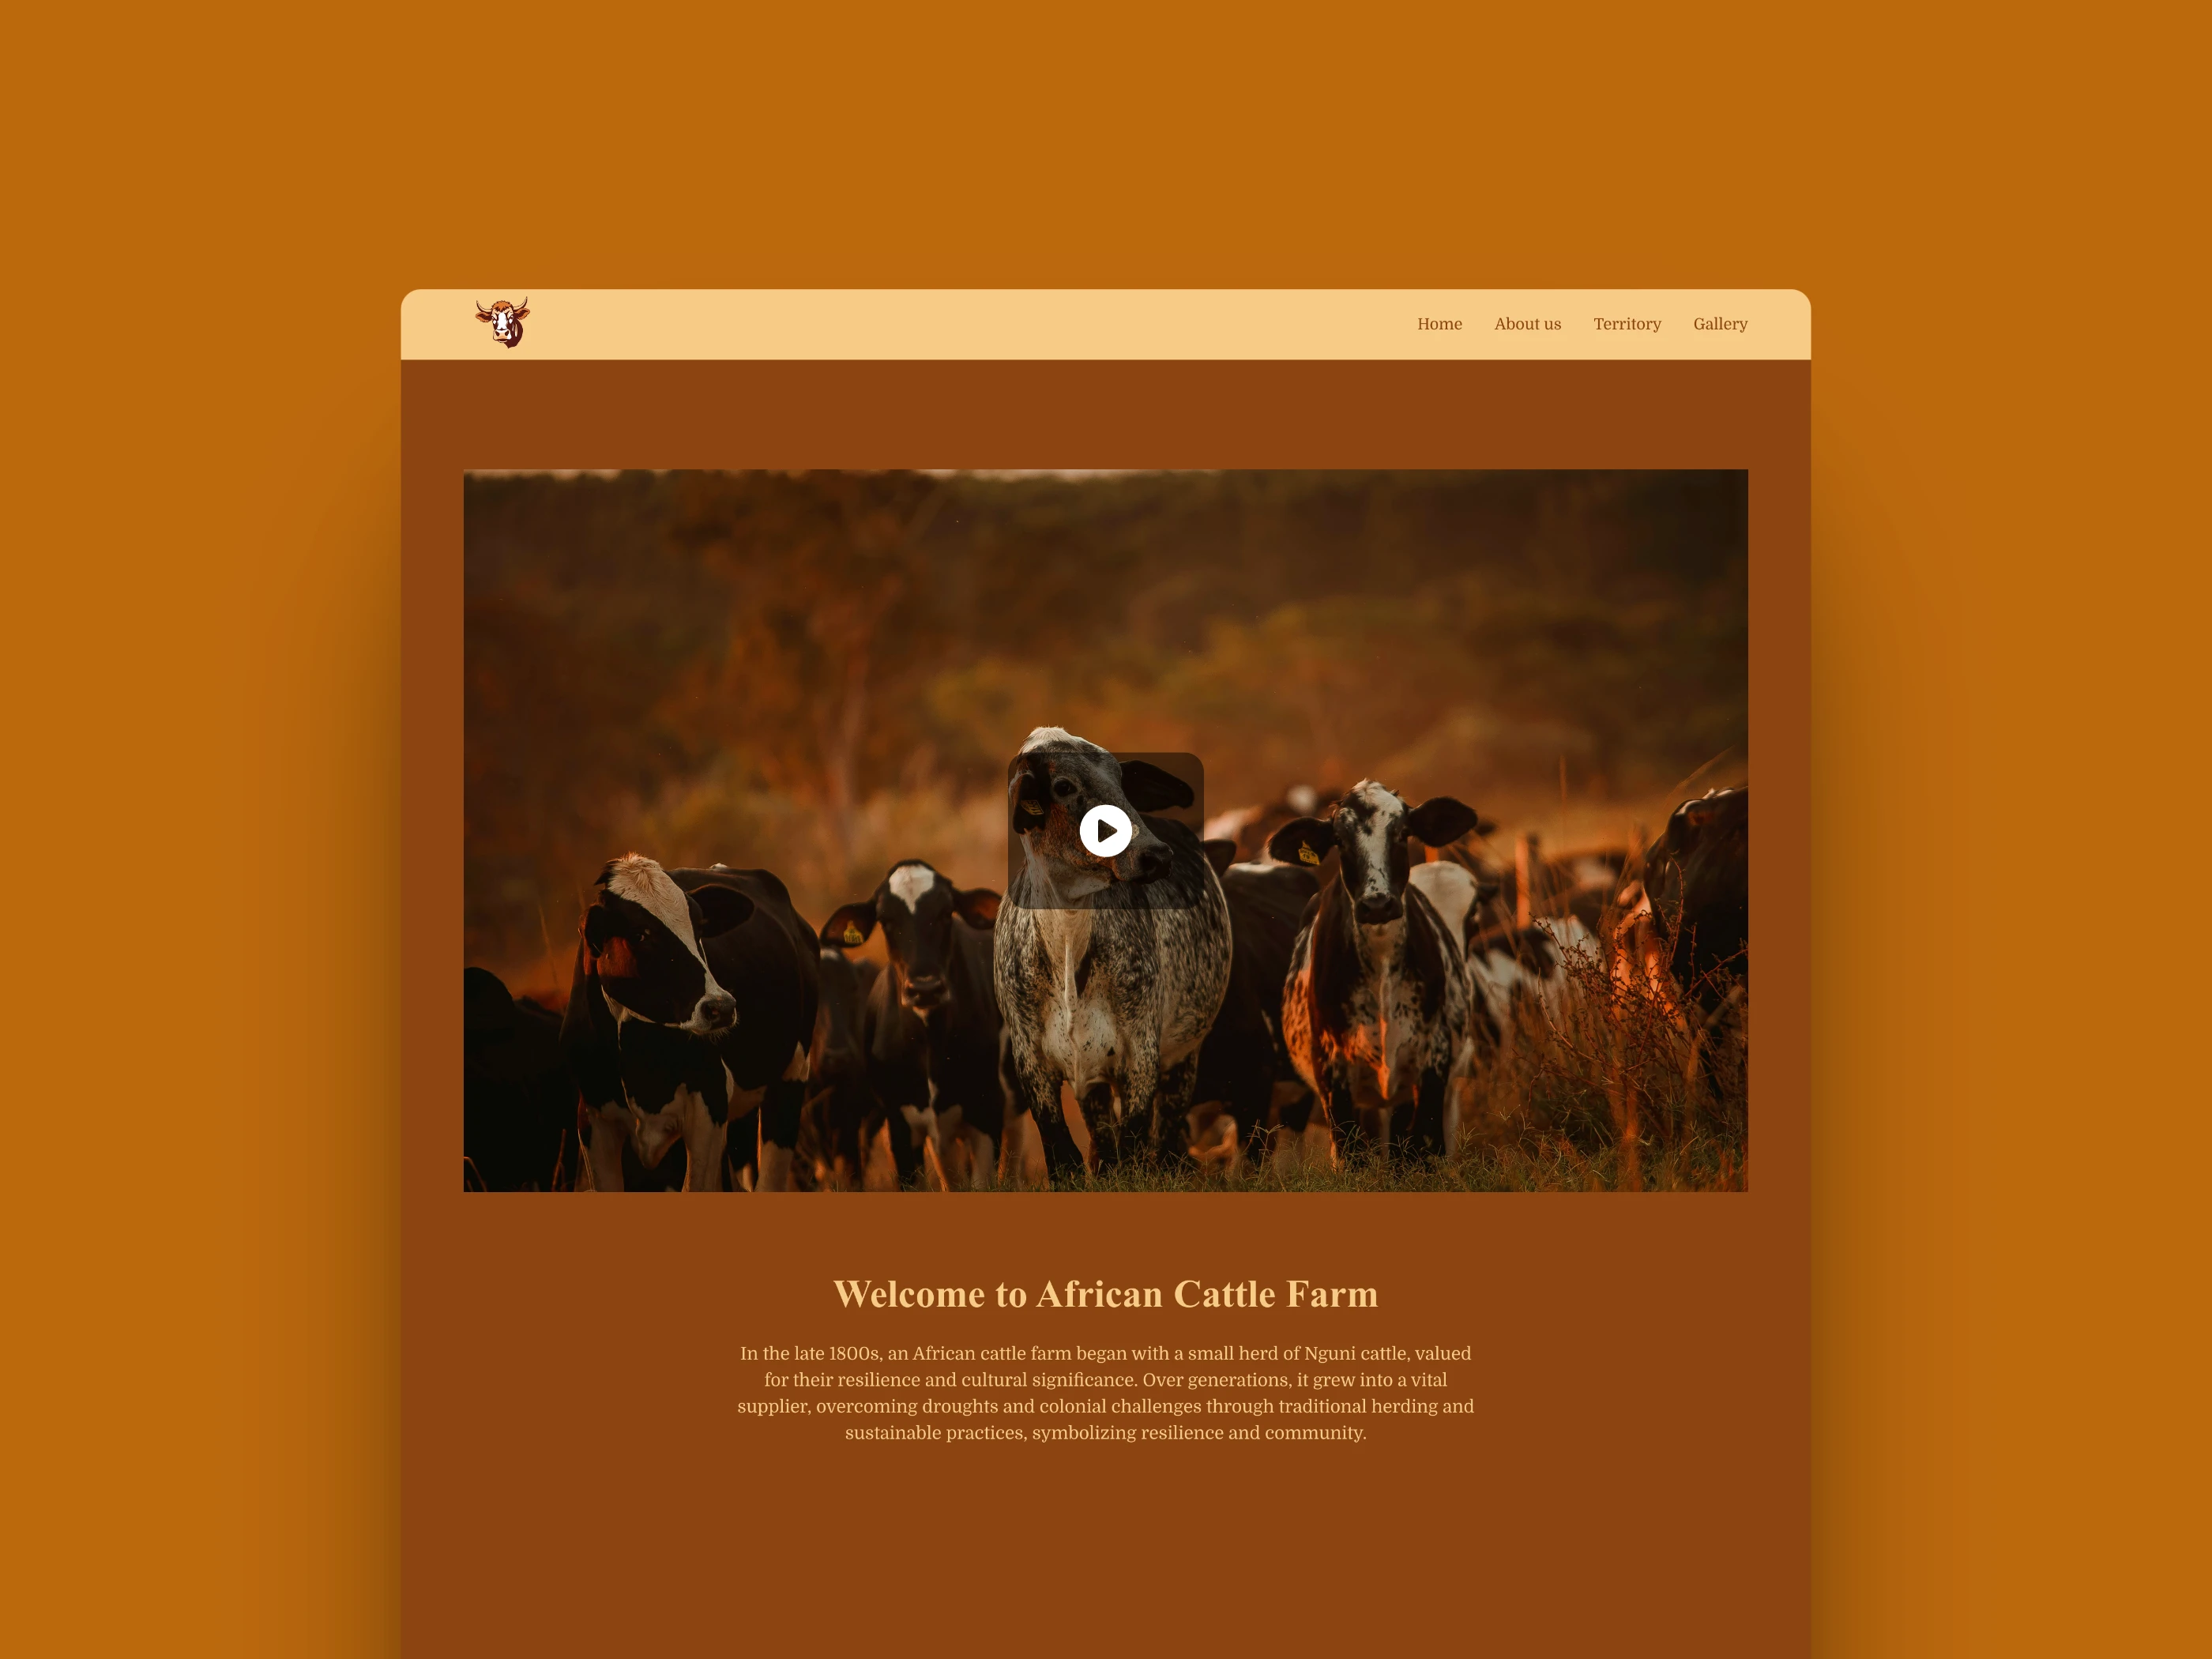 Home About us Territory Gallery
Welcome to African Cattle Farm
In the late 1800s, an African cattle farm began with a small herd of Nguni cattle, valued
for their resilience and cultural significance. Over generations, it grew into a vital
supplier, overcoming droughts and colonial challenges through traditional herding and
sustainable practices, symbolizing resilience and community.